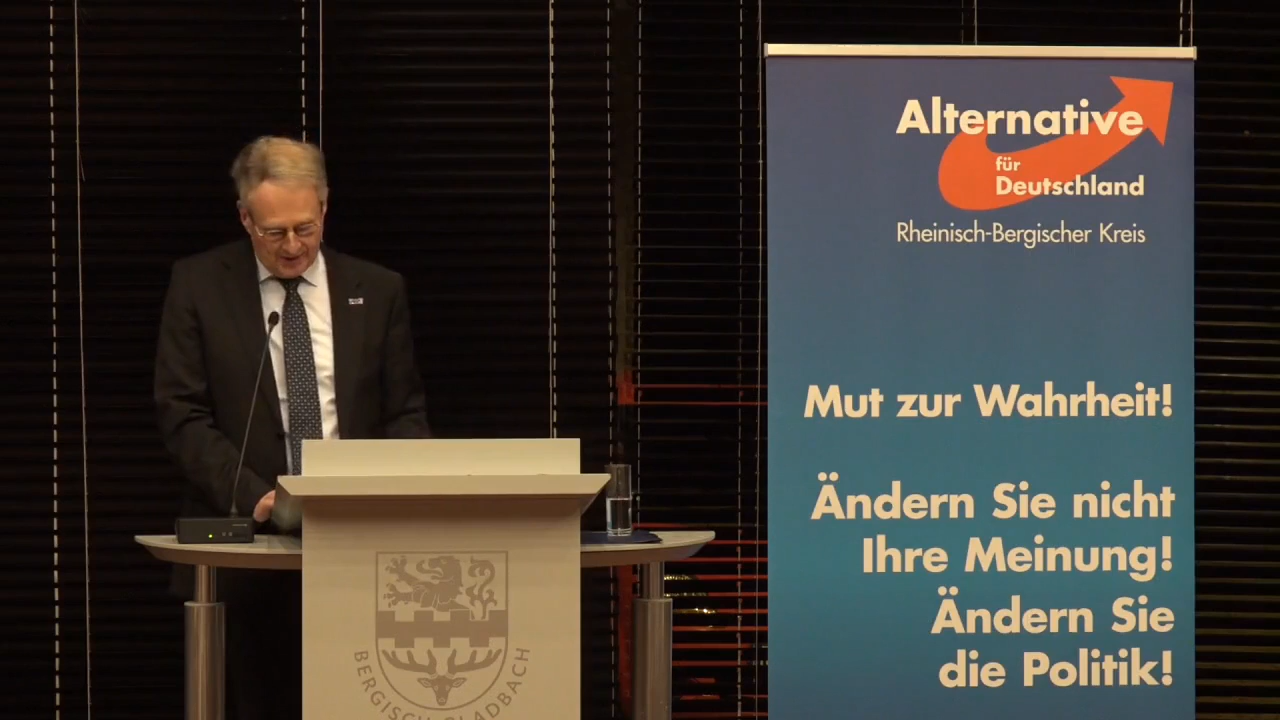 Alternative
für
Deutschland
Rheinisch-Bergischer Kreis
Mut zur Wahrheit!
Ändern Sie nicht
Ihre Meinung!
Ändern Sie
die Politik!
BERGISCH GLADBACH